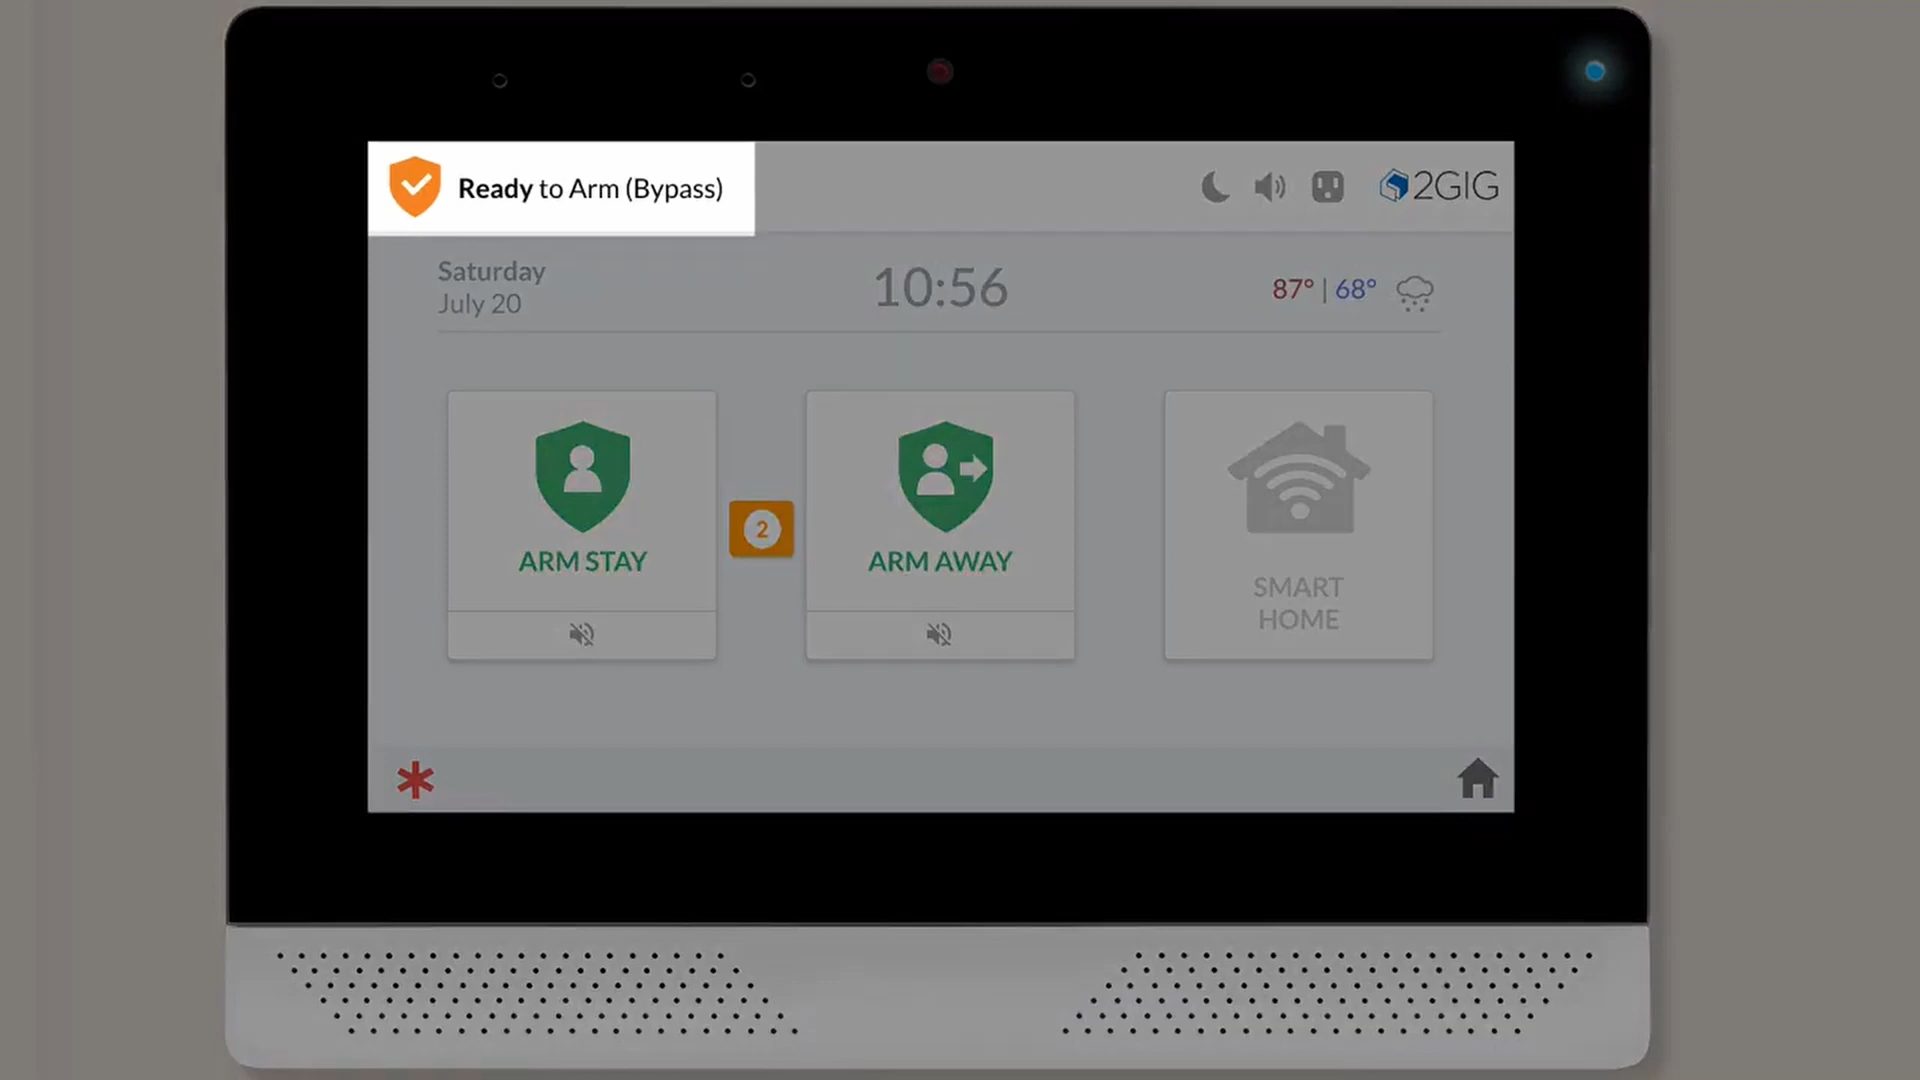 Ready to Arm (Bypass)
2GIG
Saturday
July 20
10:56
87° | 68°
ARM STAY
2
ARM AWAY
SMART
HOME